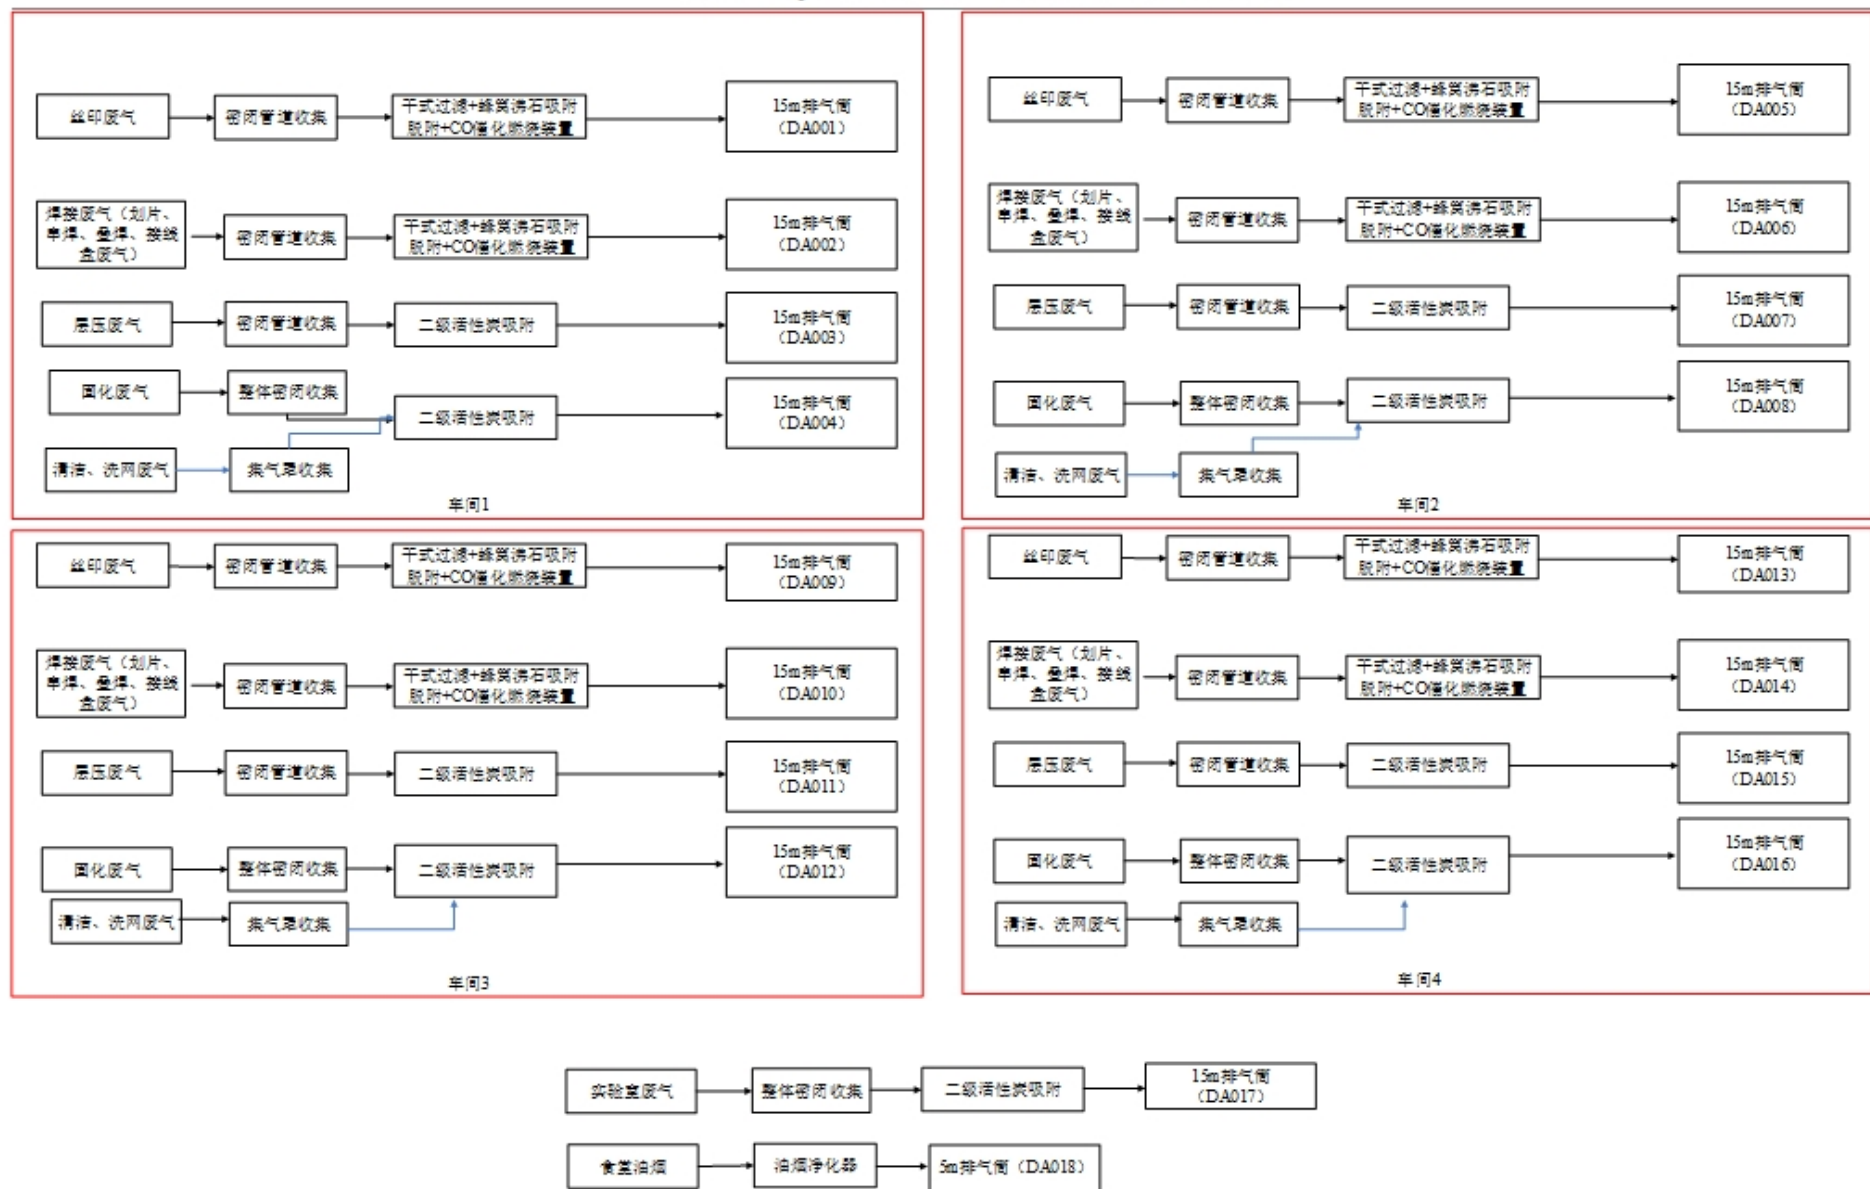 丝印废气
密闭管道收集
干式过滤+蜂窝沸石吸附
脱附+CO催化燃烧装置
15m排气筒
（DA001）
焊接废气（划片、
串焊、叠焊、接线
盒废气）
密闭管道收集
干式过滤+蜂窝沸石吸附
脱附+CO催化燃烧装置
15m排气筒
（DA002）
层压废气
密闭管道收集
二级活性炭吸附
15m排气筒
（DA003）
固化废气
整体密闭收集
二级活性炭吸附
15m排气筒
（DA004）
清洁、洗网废气
集气罩收集
车间1
丝印废气
密闭管道收集
干式过滤+蜂窝沸石吸附
脱附+CO催化燃烧装置
15m排气筒
（DA005）
焊接废气（划片、
串焊、叠焊、接线
盒废气）
密闭管道收集
干式过滤+蜂窝沸石吸附
脱附+CO催化燃烧装置
15m排气筒
（DA006）
层压废气
密闭管道收集
二级活性炭吸附
15m排气筒
（DA007）
固化废气
整体密闭收集
二级活性炭吸附
15m排气筒
（DA008）
清洁、洗网废气
集气罩收集
车间2
丝印废气
密闭管道收集
干式过滤+蜂窝沸石吸附
脱附+CO催化燃烧装置
15m排气筒
（DA009）
焊接废气（划片、
串焊、叠焊、接线
盒废气）
密闭管道收集
干式过滤+蜂窝沸石吸附
脱附+CO催化燃烧装置
15m排气筒
（DA010）
层压废气
密闭管道收集
二级活性炭吸附
15m排气筒
（DA011）
固化废气
整体密闭收集
二级活性炭吸附
15m排气筒
（DA012）
清洁、洗网废气
集气罩收集
车间3
丝印废气
密闭管道收集
干式过滤+蜂窝沸石吸附
脱附+CO催化燃烧装置
15m排气筒
（DA013）
焊接废气（划片、
串焊、叠焊、接线
盒废气）
密闭管道收集
干式过滤+蜂窝沸石吸附
脱附+CO催化燃烧装置
15m排气筒
（DA014）
层压废气
密闭管道收集
二级活性炭吸附
15m排气筒
（DA015）
固化废气
整体密闭收集
二级活性炭吸附
15m排气筒
（DA016）
清洁、洗网废气
集气罩收集
车间4
实验室废气
整体密闭收集
二级活性炭吸附
15m排气筒
（DA017）
食堂油烟
油烟净化器
5m排气筒（DA018）